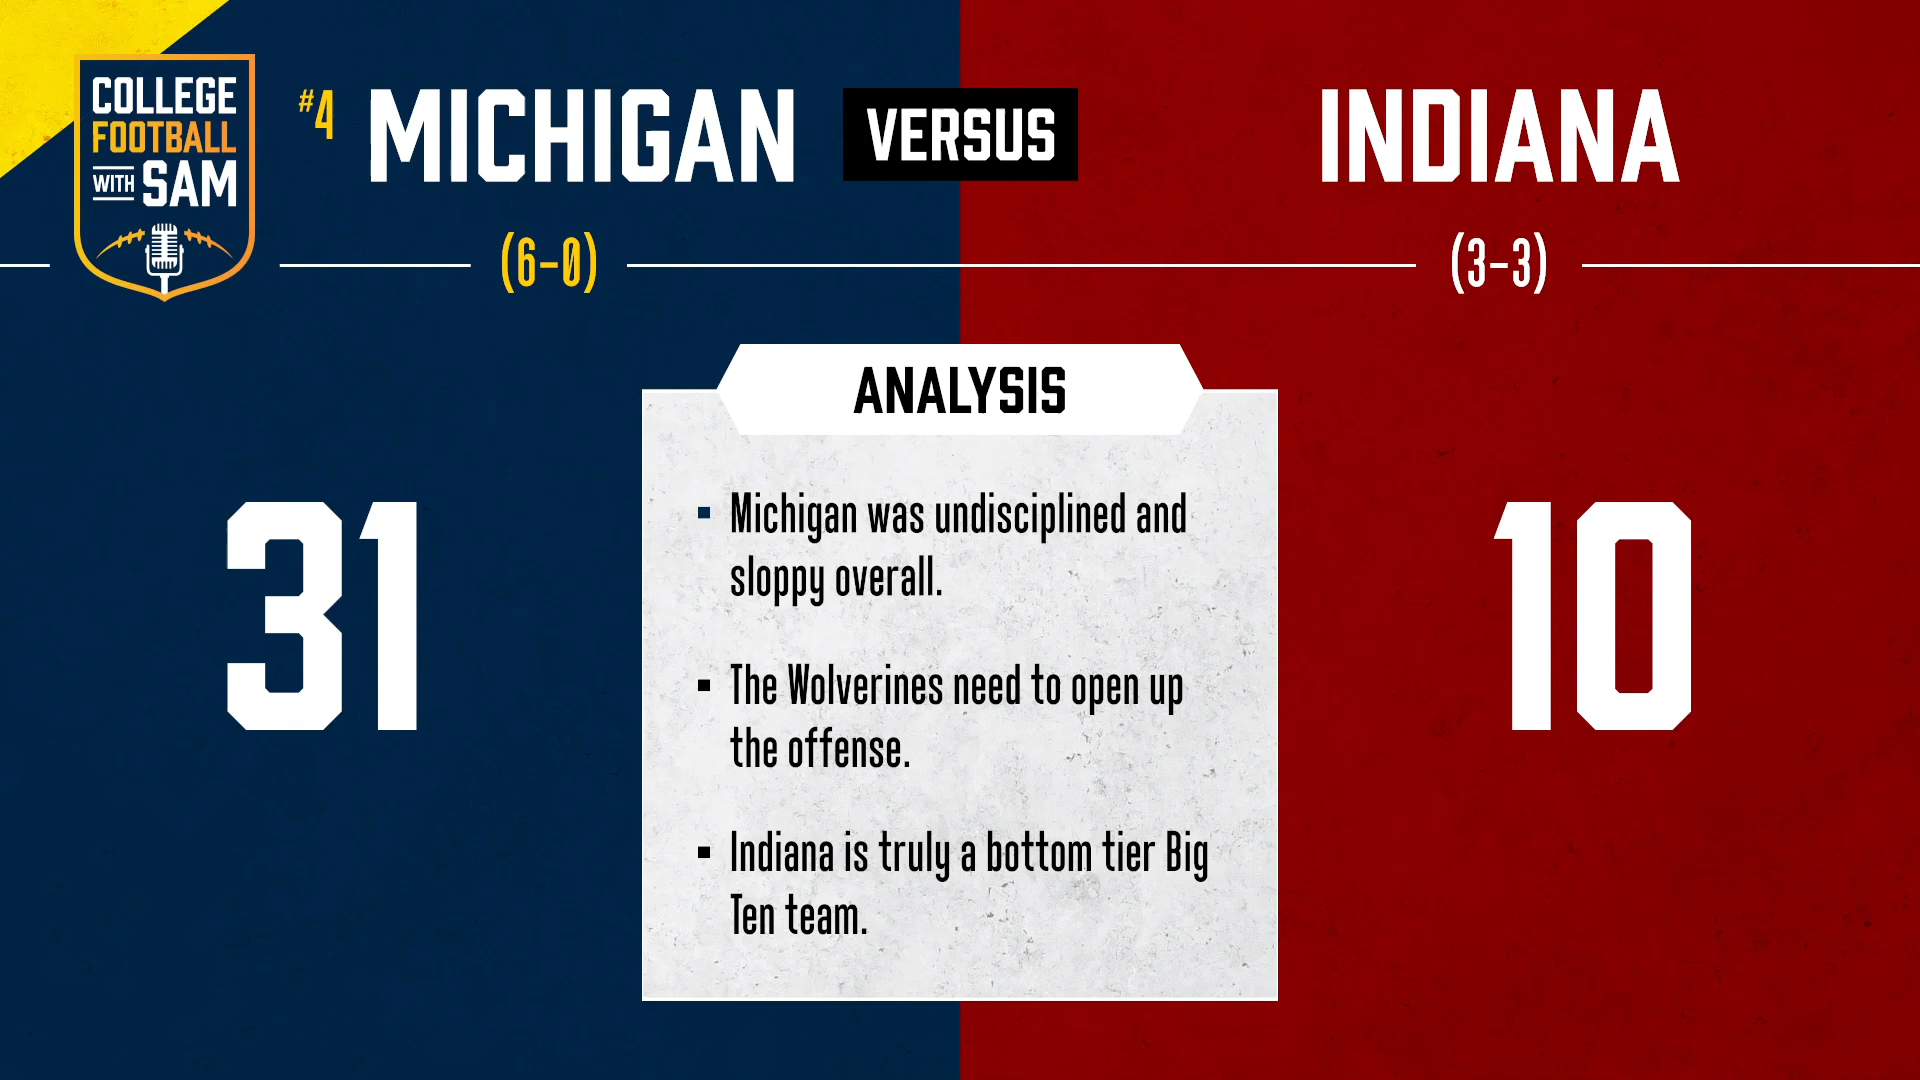 COLLEGE
FOOTBALL
WITH SAM
#4 MICHIGAN VERSUS INDIANA
(6-0) (3-3)
ANALYSIS
31
10
▪ Michigan was undisciplined and
sloppy overall.
▪ The Wolverines need to open up
the offense.
▪ Indiana is truly a bottom tier Big
Ten team.